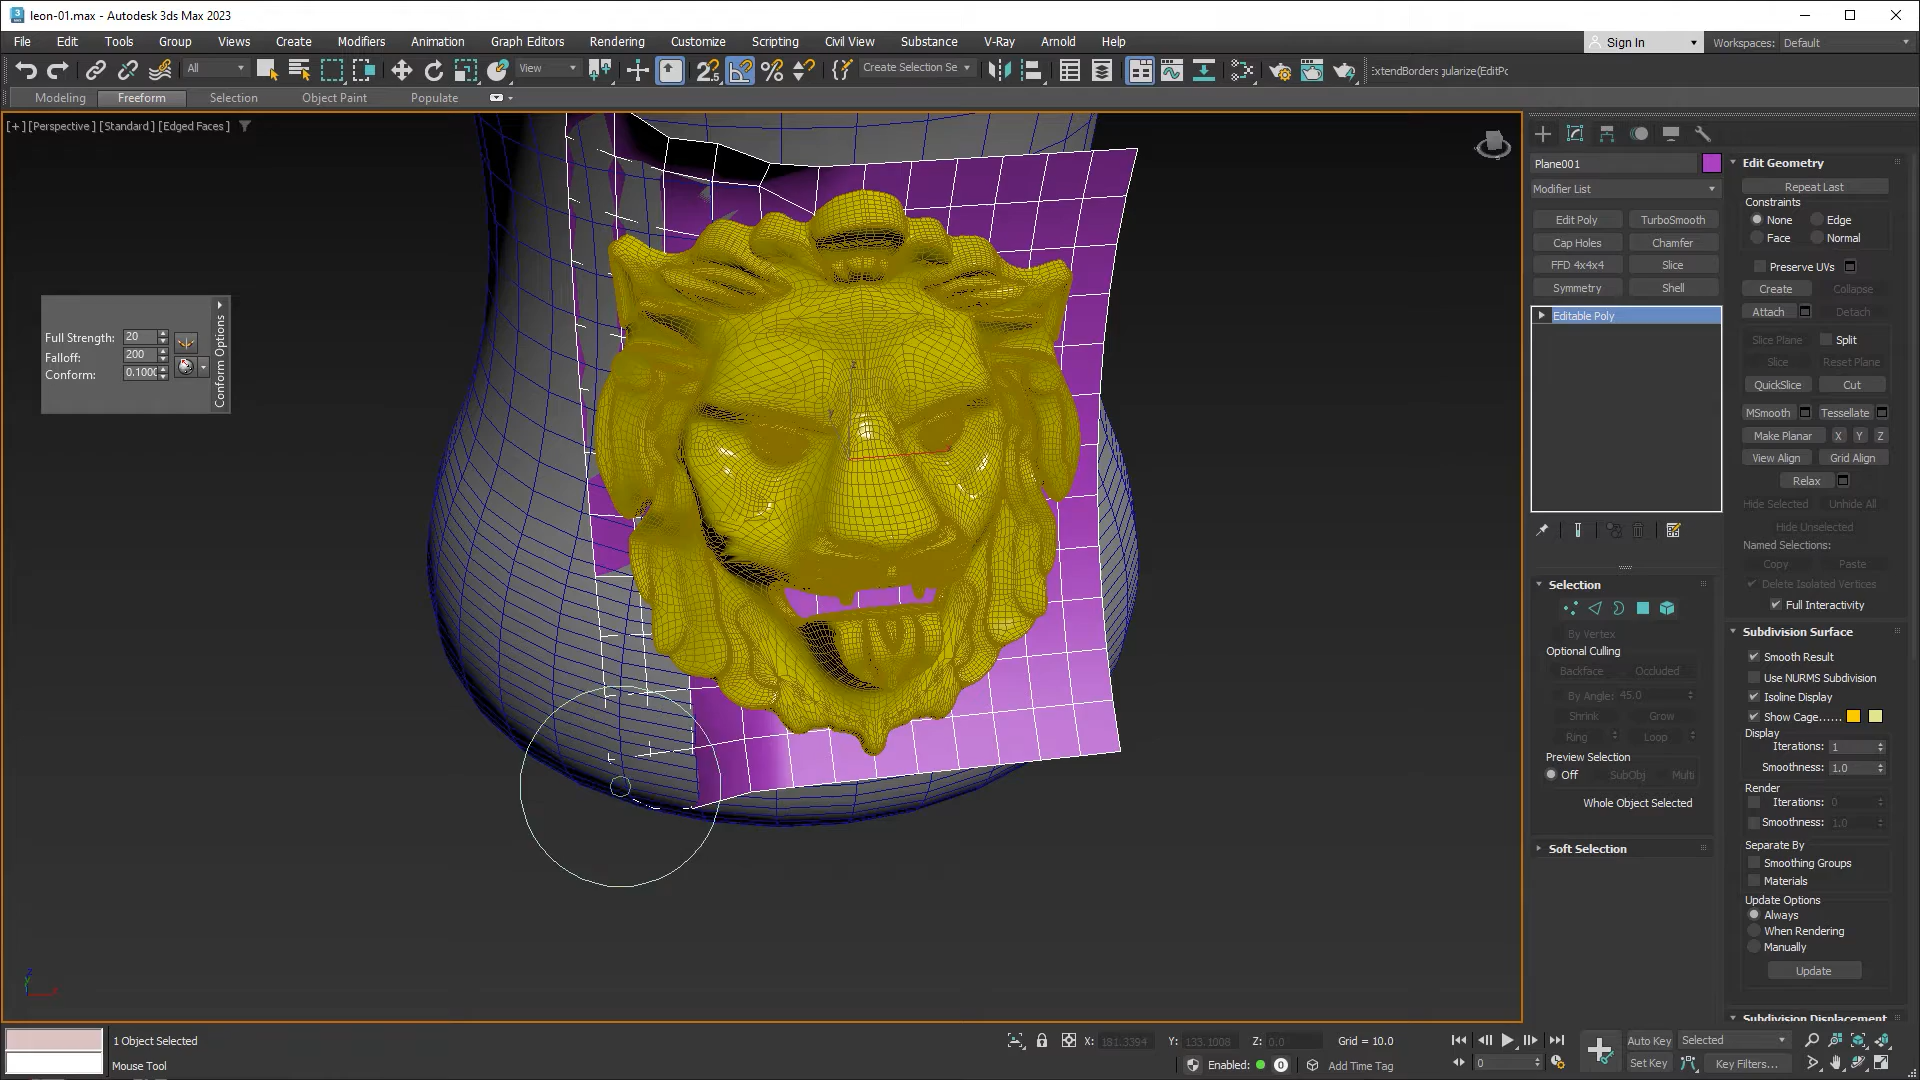 leon-01.max - Autodesk 3ds Max 2023
File Edit Tools Group Views Create Modifiers Animation Graph Editors Rendering Customize Scripting Civil View Substance V-Ray Arnold Help
Sign In Workspaces: Default
All View Create Selection Se ExtendBorders gularize(EditPo
Modeling Freeform Selection Object Paint Populate
[+] [Perspective] [Standard] [Edged Faces]
Full Strength: 20
Falloff: 200
Conform: 0.1000
Conform Options
Plane001
Modifier List
Edit Poly TurboSmooth
Cap Holes Chamfer
FFD 4x4x4 Slice
Symmetry Shell
Editable Poly
Selection
By Vertex
Optional Culling
Backface Occluded
By Angle: 45.0
Shrink Grow
Ring Loop
Preview Selection
Off SubObj Multi
Whole Object Selected
Soft Selection
Edit Geometry
Repeat Last
Constraints
None Edge
Face Normal
Preserve UVs
Create Collapse
Attach Detach
Slice Plane Split
Slice Reset Plane
QuickSlice Cut
MSmooth Tessellate
Make Planar X Y Z
View Align Grid Align
Relax
Hide Selected Unhide All
Hide Unselected
Named Selections:
Copy Paste
Delete Isolated Vertices
Full Interactivity
Subdivision Surface
Smooth Result
Use NURMS Subdivision
Isoline Display
Show Cage......
Display
Iterations: 1
Smoothness: 1.0
Render
Iterations: 0
Smoothness: 1.0
Separate By
Smoothing Groups
Materials
Update Options
Always
When Rendering
Manually
Update
Subdivision Displacement
1 Object Selected
Mouse Tool
X: 181.3394 Y: 133.1008 Z: 0.0 Grid = 10.0
Enabled: 0 Add Time Tag
0
Auto Key Selected
Set Key Key Filters...